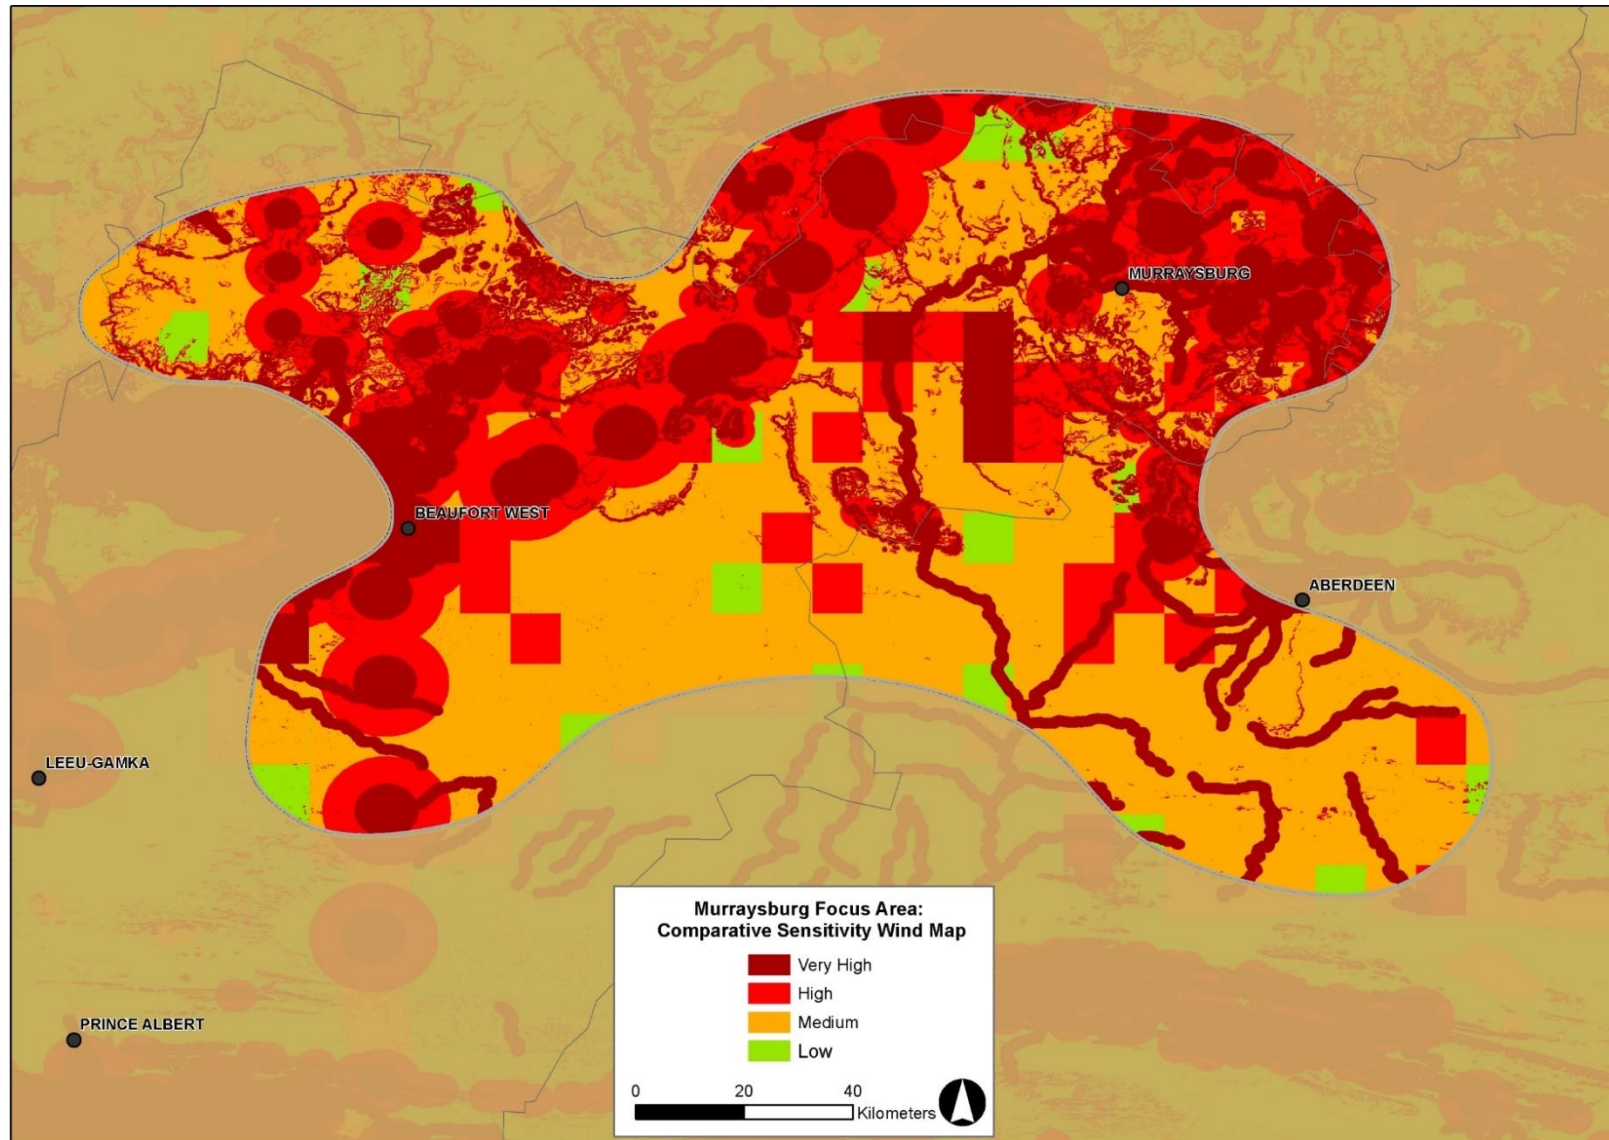 MURRAYSBURG
BEAUFORT WEST
ABERDEEN
LEEU-GAMKA
PRINCE ALBERT
Murraysburg Focus Area:
Comparative Sensitivity Wind Map
Very High
High
Medium
Low
0 20 40
Kilometers